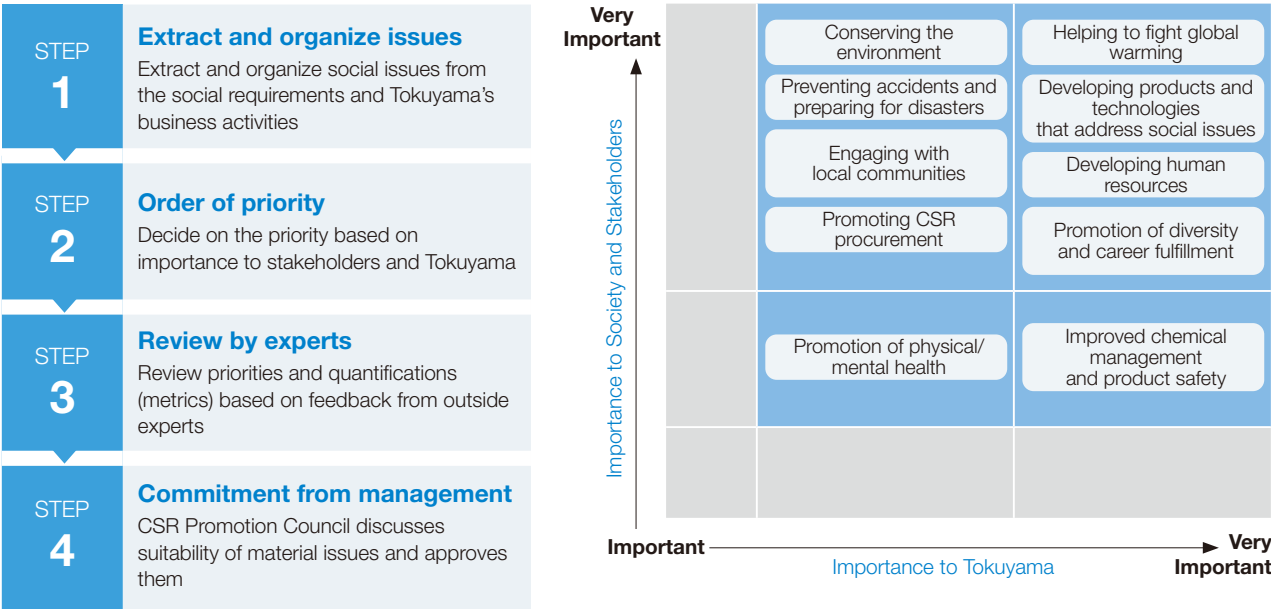 STEP
1
Extract and organize issues
Extract and organize social issues from
the social requirements and Tokuyama's
business activities
STEP
2
Order of priority
Decide on the priority based on
importance to stakeholders and Tokuyama
STEP
3
Review by experts
Review priorities and quantifications
(metrics) based on feedback from outside
experts
STEP
4
Commitment from management
CSR Promotion Council discusses
suitability of material issues and approves
them
Very
Important
Importance to Society and Stakeholders
Conserving the
environment
Preventing accidents and
preparing for disasters
Engaging with
local communities
Promoting CSR
procurement
Helping to fight global
warming
Developing products and
technologies
that address social issues
Developing human
resources
Promotion of diversity
and career fulfillment
Promotion of physical/
mental health
Improved chemical
management
and product safety
Important
Importance to Tokuyama
Very
Important